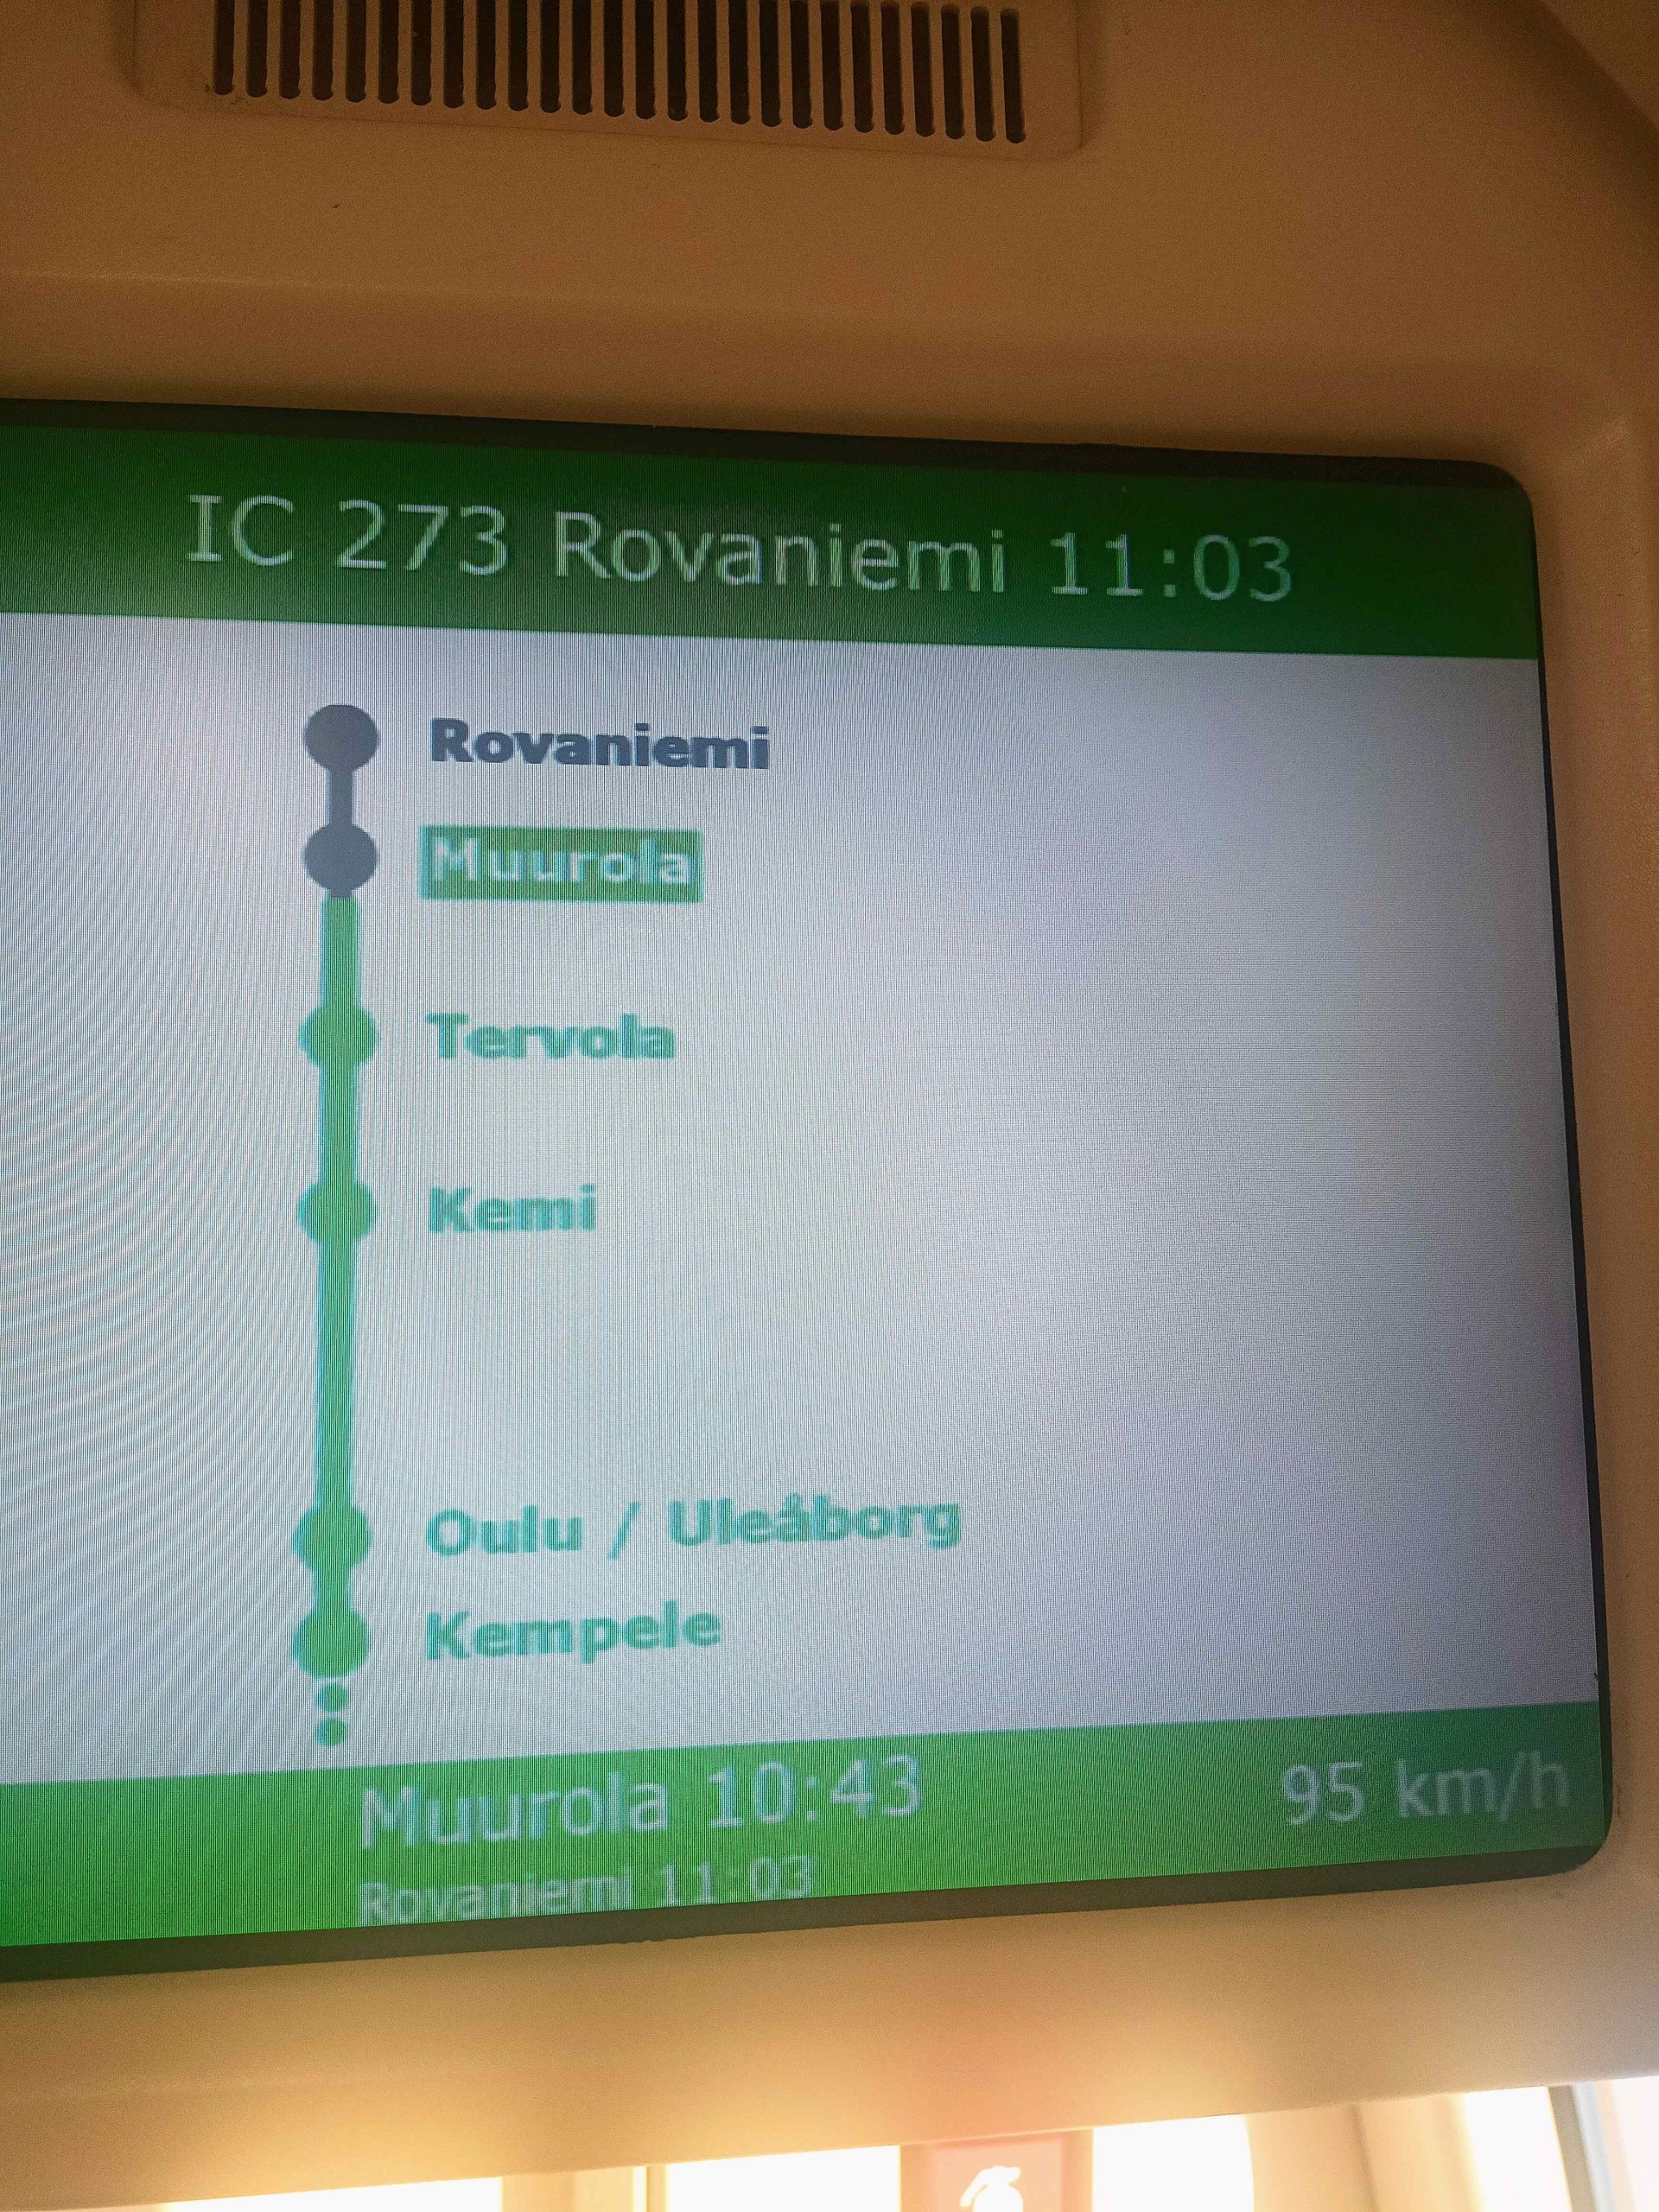 IC 273 Rovaniemi 11:03
Rovaniemi
Muurola
Tervola
Kemi
Oulu / Uleåborg
Kempele
Muurola 10:43
95 km/h
Rovaniemi 11:03